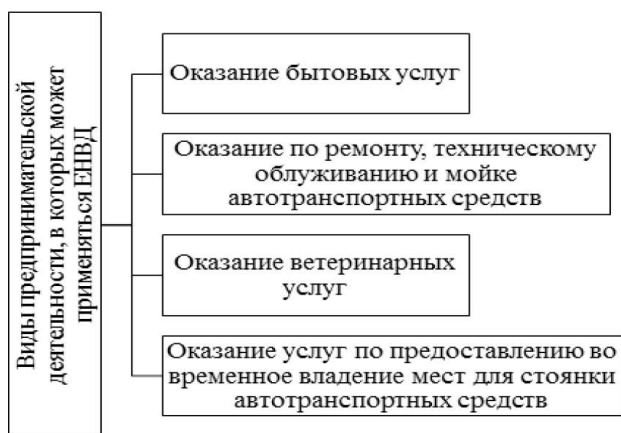 Виды предпринимательской
деятельности, в которых может
применяться ЕНВД
Оказание бытовых услуг
Оказание по ремонту, техническому
облуживанию и мойке
автотранспортных средств
Оказание ветеринарных
услуг
Оказание услуг по предоставлению во
временное владение мест для стоянки
автотранспортных средств